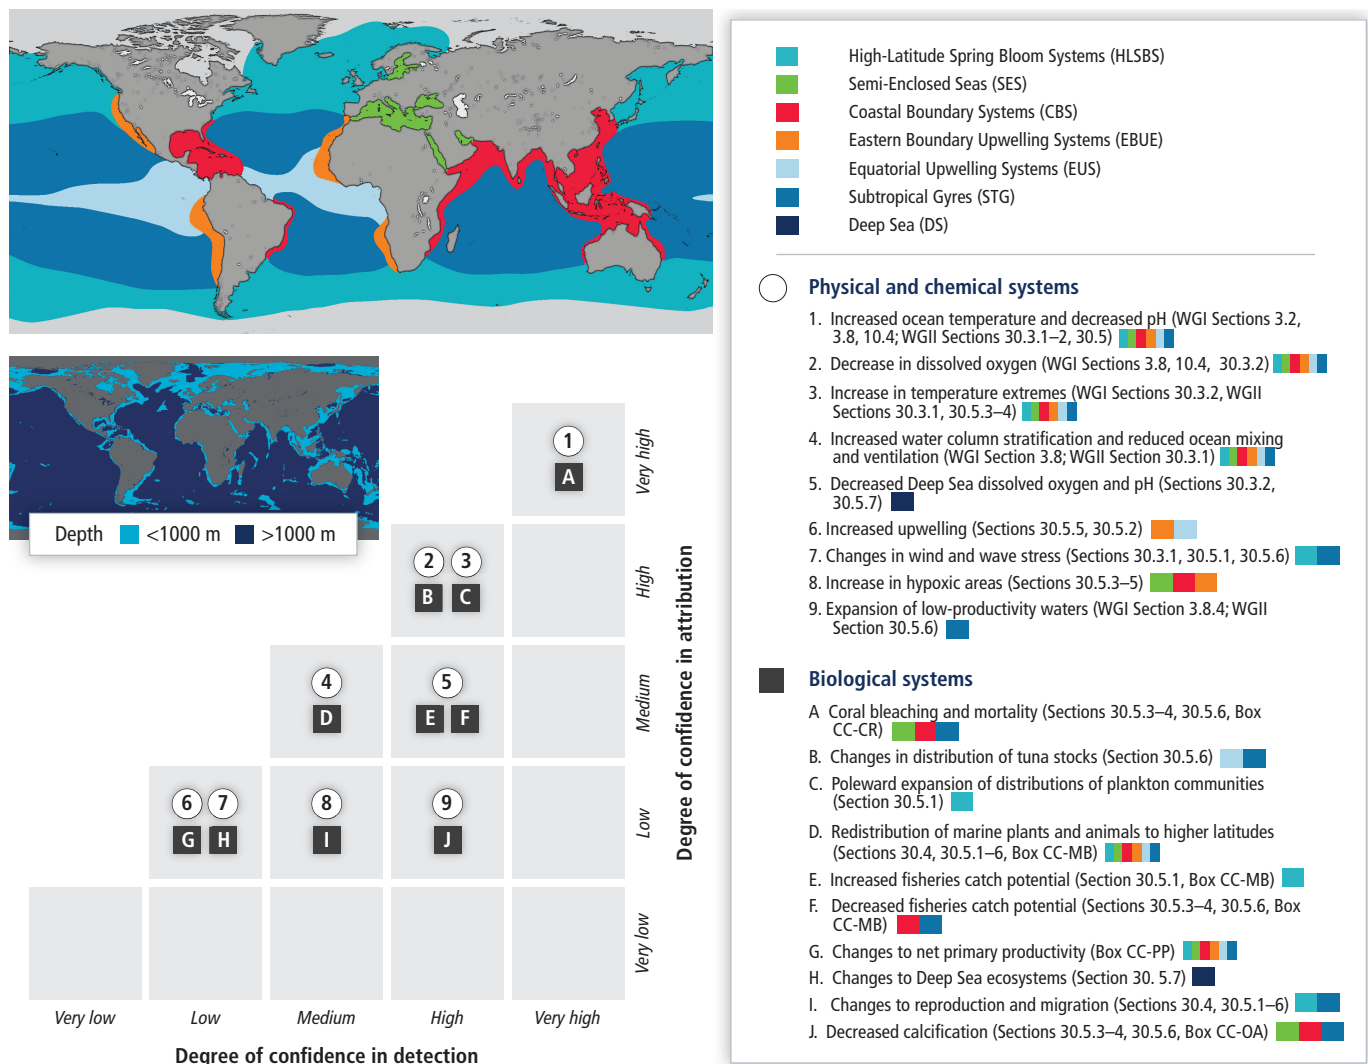 High-Latitude Spring Bloom Systems (HLSBS)
Semi-Enclosed Seas (SES)
Coastal Boundary Systems (CBS)
Eastern Boundary Upwelling Systems (EBUE)
Equatorial Upwelling Systems (EUS)
Subtropical Gyres (STG)
Deep Sea (DS)
Depth <1000 m >1000 m
1
A
2 3
B C
4
D
5
E F
6 7
G H
8
I
9
J
Very high
High
Medium
Low
Very low
Degree of confidence in attribution
Very low Low Medium High Very high
Degree of confidence in detection
Physical and chemical systems
1. Increased ocean temperature and decreased pH (WGI Sections 3.2,
3.8, 10.4; WGII Sections 30.3.1–2, 30.5)
2. Decrease in dissolved oxygen (WGI Sections 3.8, 10.4, 30.3.2)
3. Increase in temperature extremes (WGI Sections 30.3.2, WGII
Sections 30.3.1, 30.5.3–4)
4. Increased water column stratification and reduced ocean mixing
and ventilation (WGI Section 3.8; WGII Section 30.3.1)
5. Decreased Deep Sea dissolved oxygen and pH (Sections 30.3.2,
30.5.7)
6. Increased upwelling (Sections 30.5.5, 30.5.2)
7. Changes in wind and wave stress (Sections 30.3.1, 30.5.1, 30.5.6)
8. Increase in hypoxic areas (Sections 30.5.3–5)
9. Expansion of low-productivity waters (WGI Section 3.8.4; WGII
Section 30.5.6)
Biological systems
A Coral bleaching and mortality (Sections 30.5.3–4, 30.5.6, Box
CC-CR)
B. Changes in distribution of tuna stocks (Section 30.5.6)
C. Poleward expansion of distributions of plankton communities
(Section 30.5.1)
D. Redistribution of marine plants and animals to higher latitudes
(Sections 30.4, 30.5.1–6, Box CC-MB)
E. Increased fisheries catch potential (Section 30.5.1, Box CC-MB)
F. Decreased fisheries catch potential (Sections 30.5.3–4, 30.5.6, Box
CC-MB)
G. Changes to net primary productivity (Box CC-PP)
H. Changes to Deep Sea ecosystems (Section 30. 5.7)
I. Changes to reproduction and migration (Sections 30.4, 30.5.1–6)
J. Decreased calcification (Sections 30.5.3–4, 30.5.6, Box CC-OA)